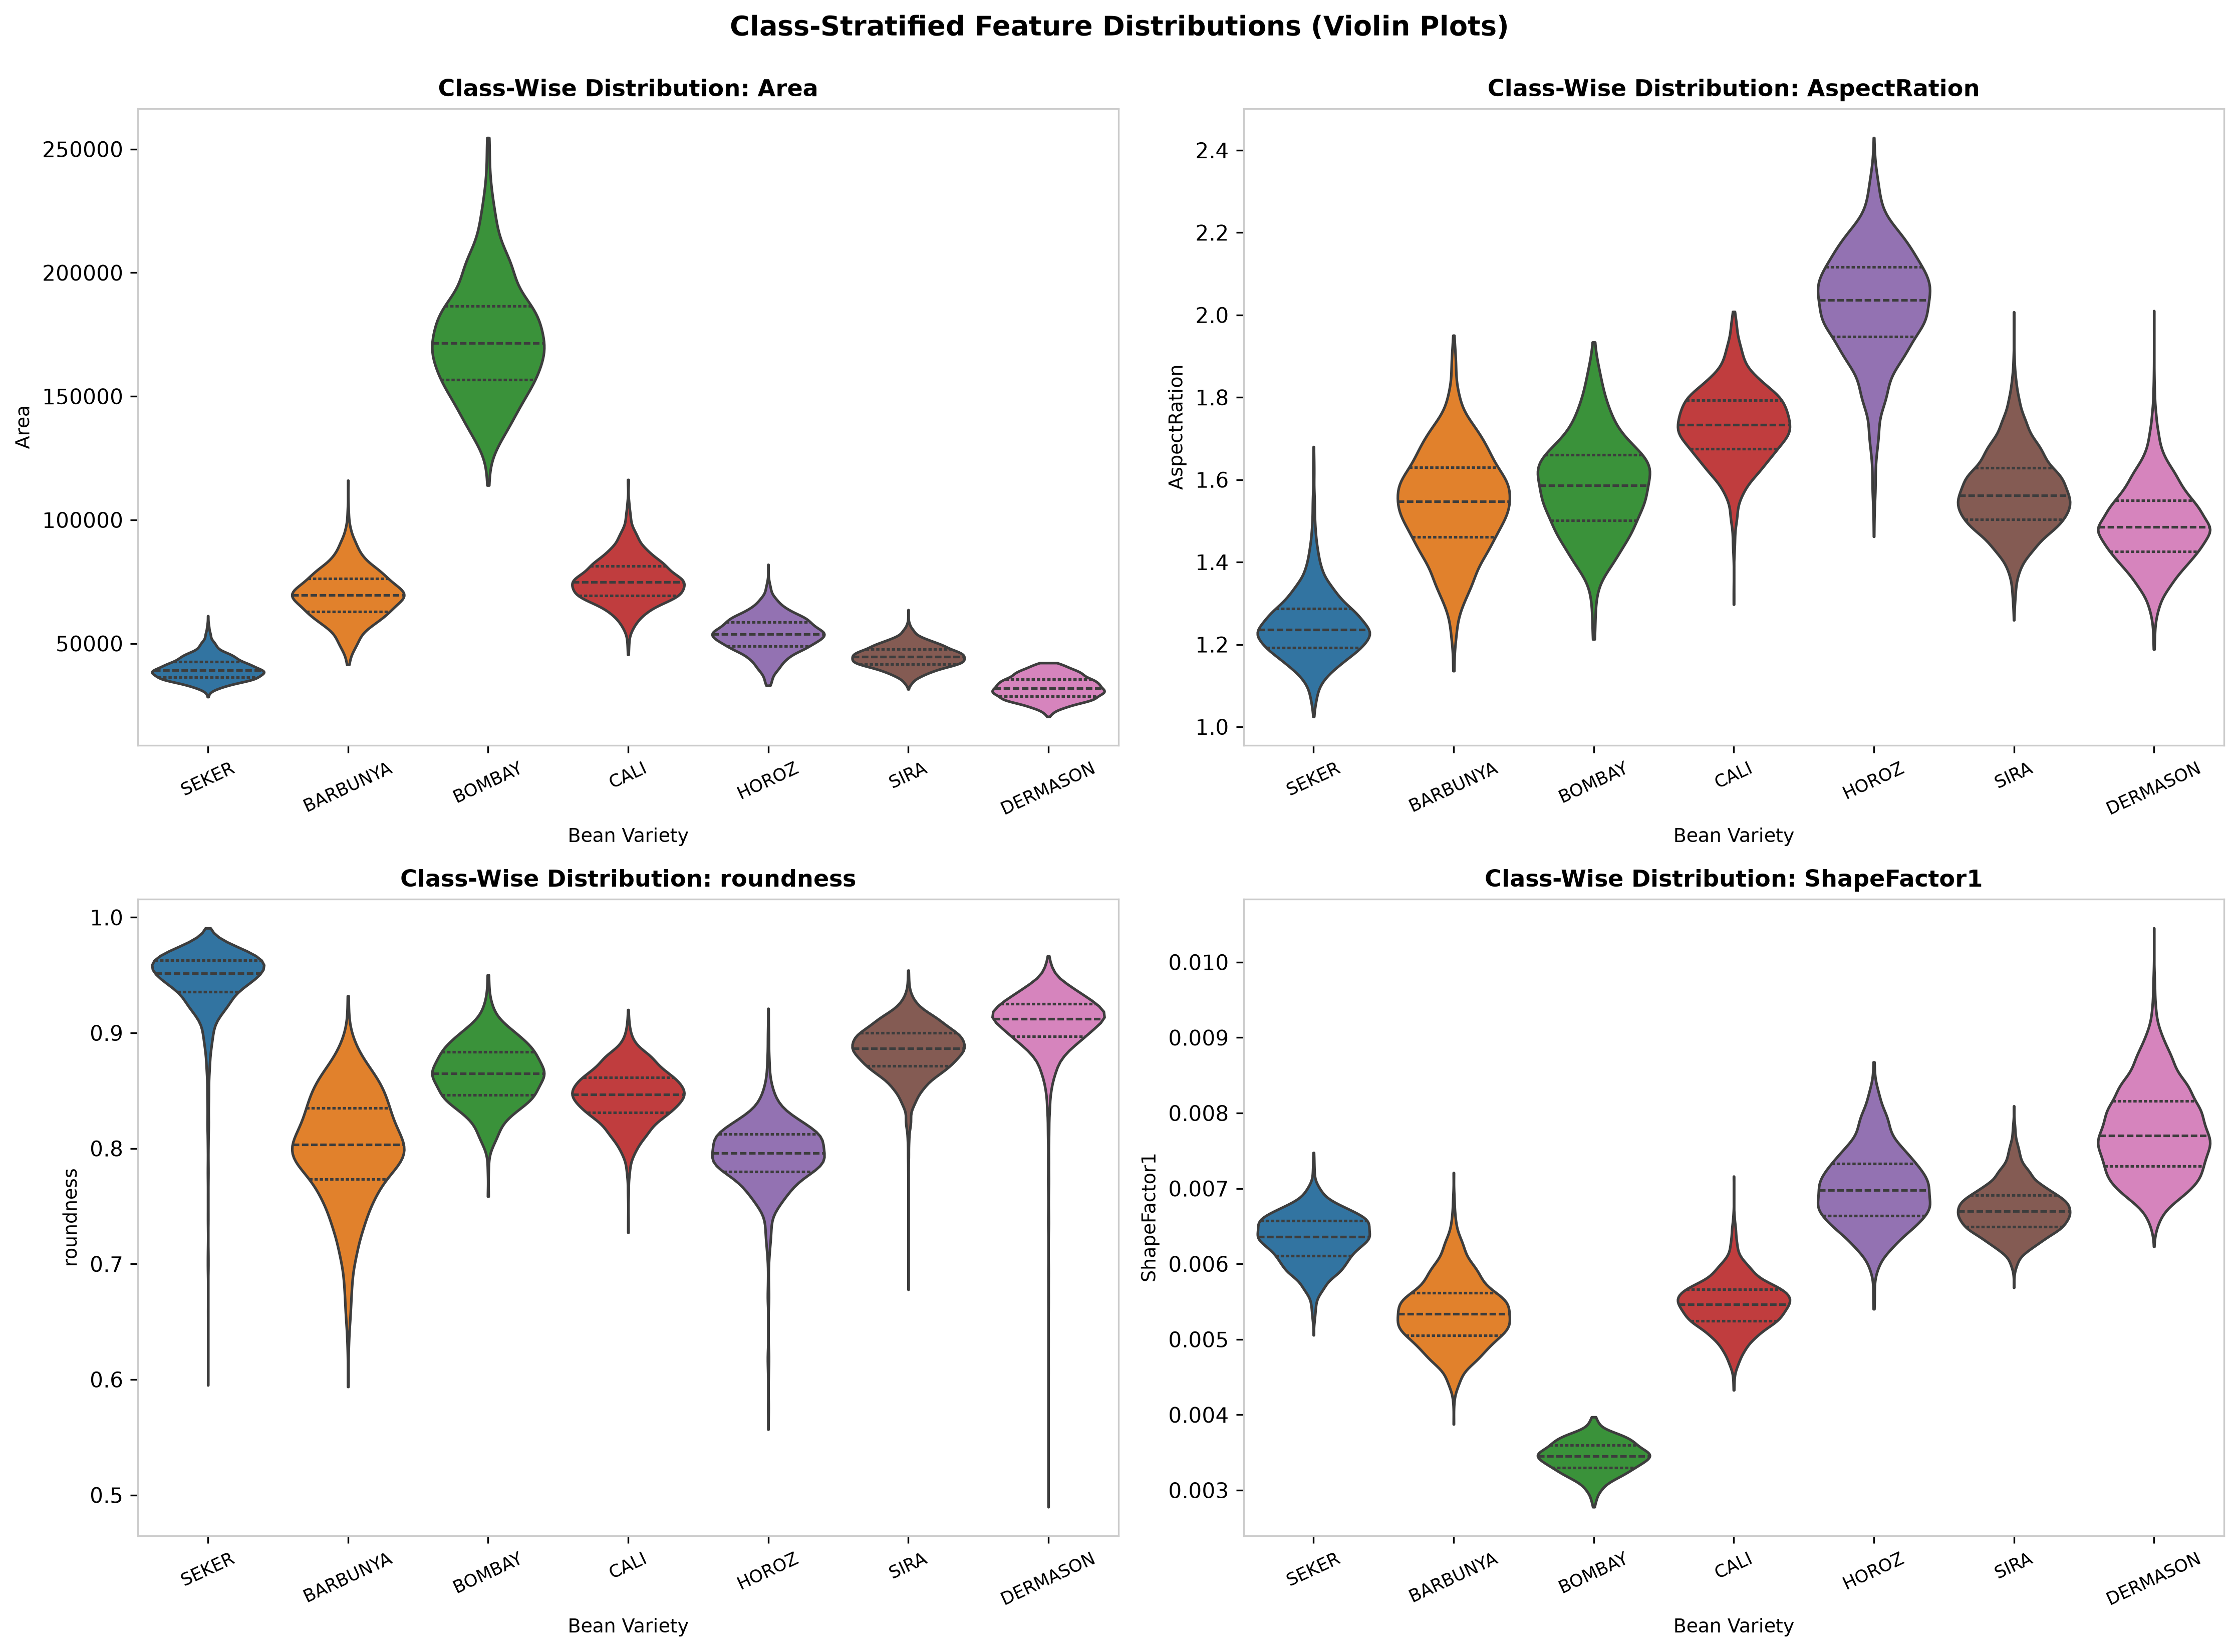 Class-Stratified Feature Distributions (Violin Plots)
Class-Wise Distribution: Area
250000
200000
150000
100000
50000
Area
SEKER
BARBUNYA
BOMBAY
CALI
HOROZ
SIRA
DERMASON
Bean Variety
Class-Wise Distribution: AspectRation
2.4
2.2
2.0
1.8
1.6
1.4
1.2
1.0
AspectRation
SEKER
BARBUNYA
BOMBAY
CALI
HOROZ
SIRA
DERMASON
Bean Variety
Class-Wise Distribution: roundness
1.0
0.9
0.8
0.7
0.6
0.5
roundness
SEKER
BARBUNYA
BOMBAY
CALI
HOROZ
SIRA
DERMASON
Bean Variety
Class-Wise Distribution: ShapeFactor1
0.010
0.009
0.008
0.007
0.006
0.005
0.004
0.003
ShapeFactor1
SEKER
BARBUNYA
BOMBAY
CALI
HOROZ
SIRA
DERMASON
Bean Variety